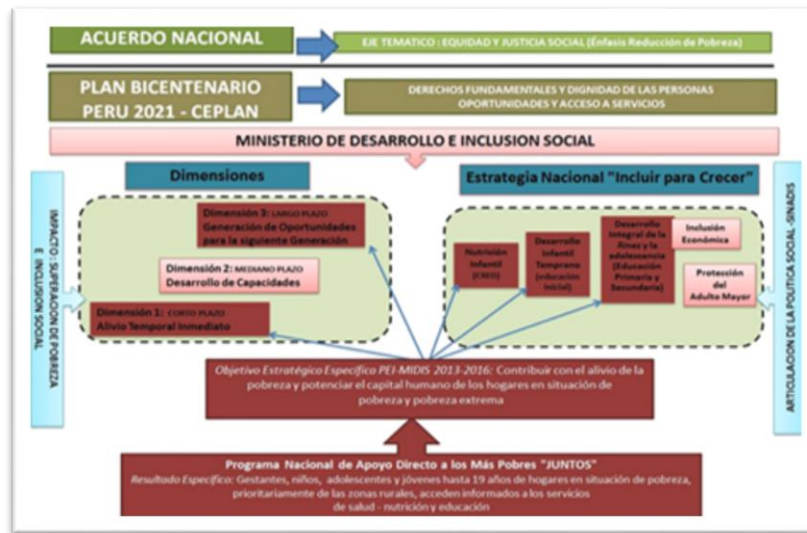 ACUERDO NACIONAL
EJE TEMATICO : EQUIDAD Y JUSTICIA SOCIAL (Énfasis Reducción de Pobreza)
PLAN BICENTENARIO
PERU 2021 - CEPLAN
DERECHOS FUNDAMENTALES Y DIGNIDAD DE LAS PERSONAS
OPORTUNIDADES Y ACCESO A SERVICIOS
MINISTERIO DE DESARROLLO E INCLUSION SOCIAL
Dimensiones
Estrategia Nacional "Incluir para Crecer"
IMPACTO : SUPERACION DE POBREZA
E INCLUSION SOCIAL
Dimensión 3: LARGO PLAZO
Generación de Oportunidades
para la siguiente Generación
Dimensión 2: MEDIANO PLAZO
Desarrollo de Capacidades
Dimensión 1: CORTO PLAZO
Alivio Temporal Inmediato
Nutrición
Infantil
(CRED)
Desarrollo
Infantil
Temprano
(educación
Inicial)
Desarrollo
Integral de la
niñez y la
adolescencia
(Educación
Primaria y
Secundaria)
Inclusión
Económica
Protección
del
Adulto Mayor
ARTICULACION DE LA POLITICA SOCIAL -SINADIS
Objetivo Estratégico Específico PEI-MIDIS 2013-2016: Contribuir con el alivio de la
pobreza y potenciar el capital humano de los hogares en situación de
pobreza y pobreza extrema
Programa Nacional de Apoyo Directo a los Más Pobres "JUNTOS"
Resultado Específico: Gestantes, niños, adolescentes y jóvenes hasta 19 años de hogares en situación de pobreza,
prioritariamente de las zonas rurales, acceden informados a los servicios
de salud - nutrición y educación